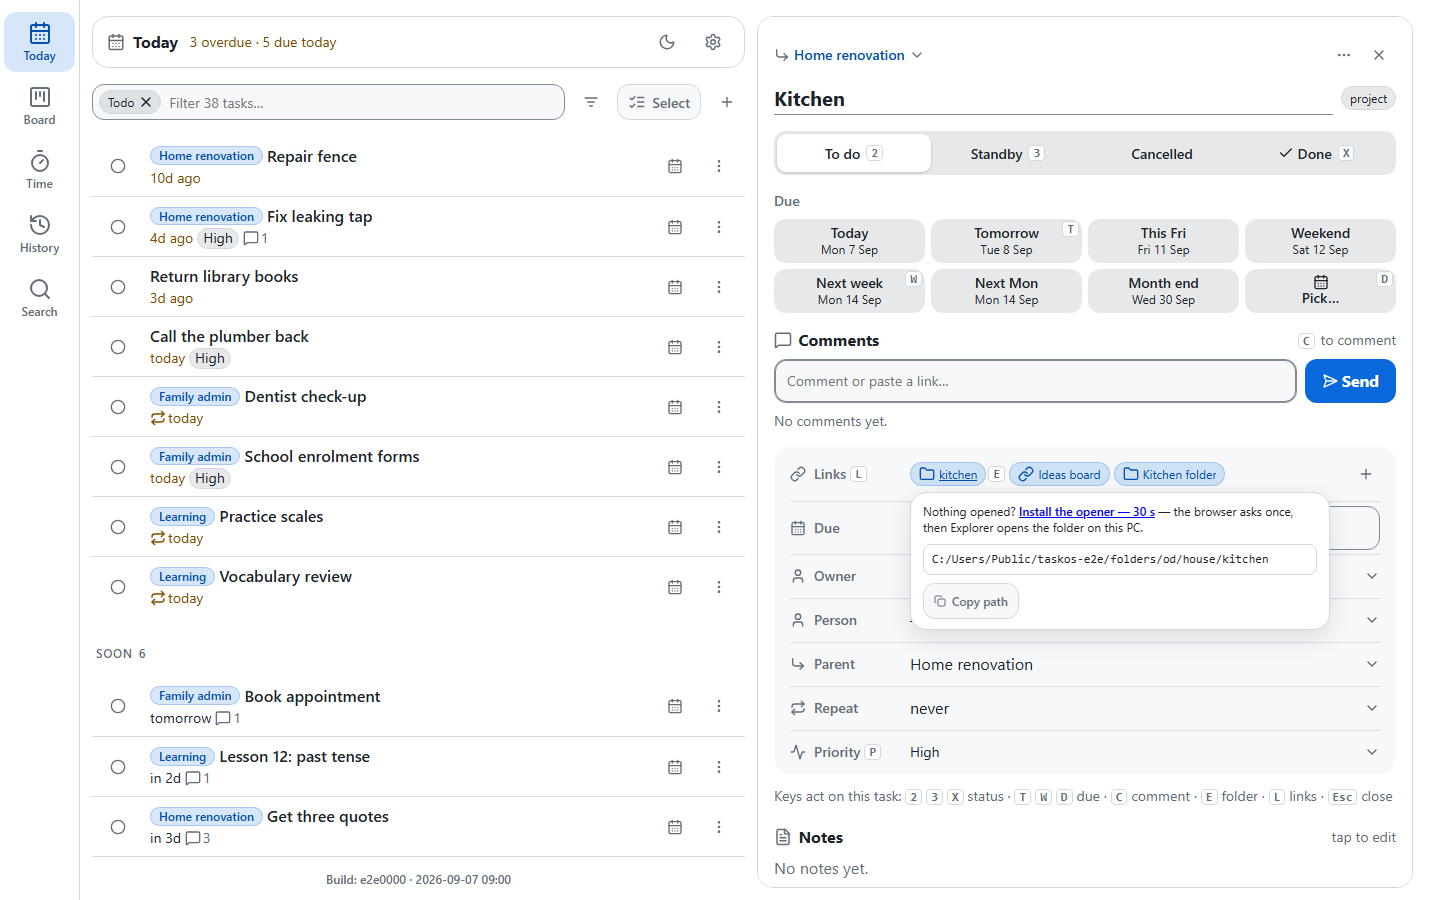 Today
Board
Time
History
Search
Today 3 overdue · 5 due today
Todo Filter 38 tasks...
Select
Home renovation Repair fence
10d ago
Home renovation Fix leaking tap
4d ago High 1
Return library books
3d ago
Call the plumber back
today High
Family admin Dentist check-up
today
Family admin School enrolment forms
today High
Learning Practice scales
today
Learning Vocabulary review
today
SOON 6
Family admin Book appointment
tomorrow 1
Learning Lesson 12: past tense
in 2d 1
Home renovation Get three quotes
in 3d 3
Build: e2e0000 · 2026-09-07 09:00
Home renovation
Kitchen project
To do 2 Standby 3 Cancelled Done X
Due
Today
Mon 7 Sep
Tomorrow T
Tue 8 Sep
This Fri
Fri 11 Sep
Weekend
Sat 12 Sep
Next week W
Mon 14 Sep
Next Mon
Mon 14 Sep
Month end
Wed 30 Sep
Pick... D
Comments C to comment
Comment or paste a link...
Send
No comments yet.
Links L kitchen E Ideas board Kitchen folder
Nothing opened? Install the opener — 30 s — the browser asks once,
then Explorer opens the folder on this PC.
C:/Users/Public/taskos-e2e/folders/od/house/kitchen
Copy path
Due
Owner
Person
Parent Home renovation
Repeat never
Priority P High
Keys act on this task: 2 3 X status · T W D due · C comment · E folder · L links · Esc close
Notes tap to edit
No notes yet.